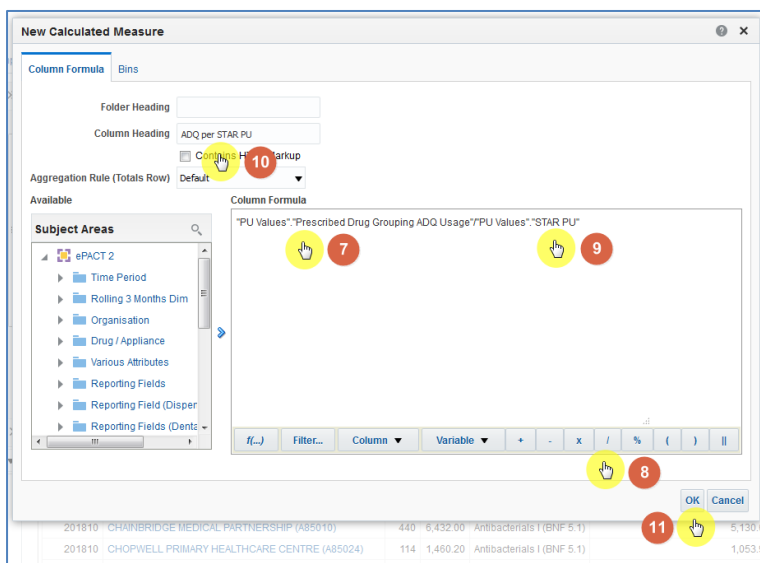 New Calculated Measure
Column Formula Bins
Folder Heading
Column Heading ADQ per STAR PU
Contains H arkup 10
Aggregation Rule (Totals Row) Default
Available Column Formula
Subject Areas
"PU Values"."Prescribed Drug Grouping ADQ Usage"/"PU Values"."STAR PU"
7 9
ePACT 2
Time Period
Rolling 3 Months Dim
Organisation
Drug / Appliance
Various Attributes
Reporting Fields
Reporting Field (Disper
Reporting Fields (Denta
f(...) Filter... Column Variable + - x / % ( ) ||
8
OK Cancel
11
201810 CHAINBRIDGE MEDICAL PARTNERSHIP (A85010) 440 6,432.00 Antibacterials I (BNF 5.1) 5,130.
201810 CHOPWELL PRIMARY HEALTHCARE CENTRE (A85024) 114 1,460.20 Antibacterials I (BNF 5.1) 1,053.